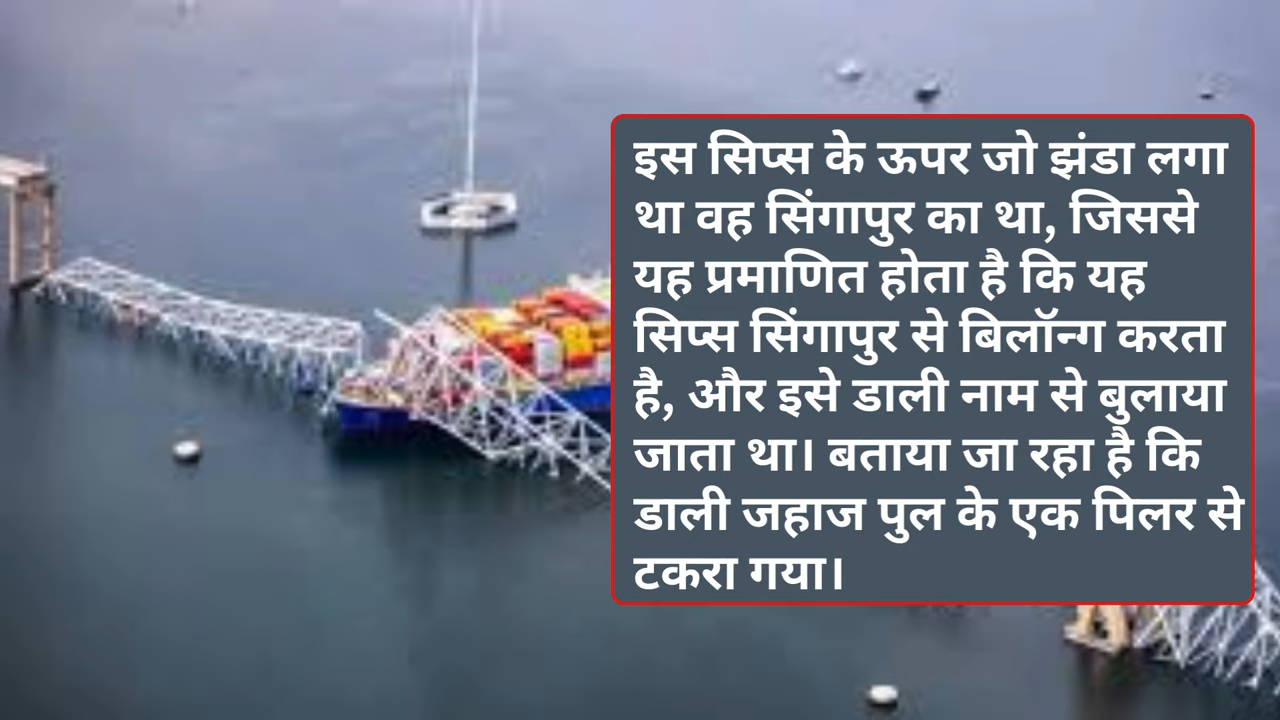 इस सिप्स के ऊपर जो झंडा लगा
था वह सिंगापुर का था, जिससे
यह प्रमाणित होता है कि यह
सिप्स सिंगापुर से बिलॉन्ग करता
है, और इसे डाली नाम से बुलाया
जाता था। बताया जा रहा है कि
डाली जहाज पुल के एक पिलर से
टकरा गया।